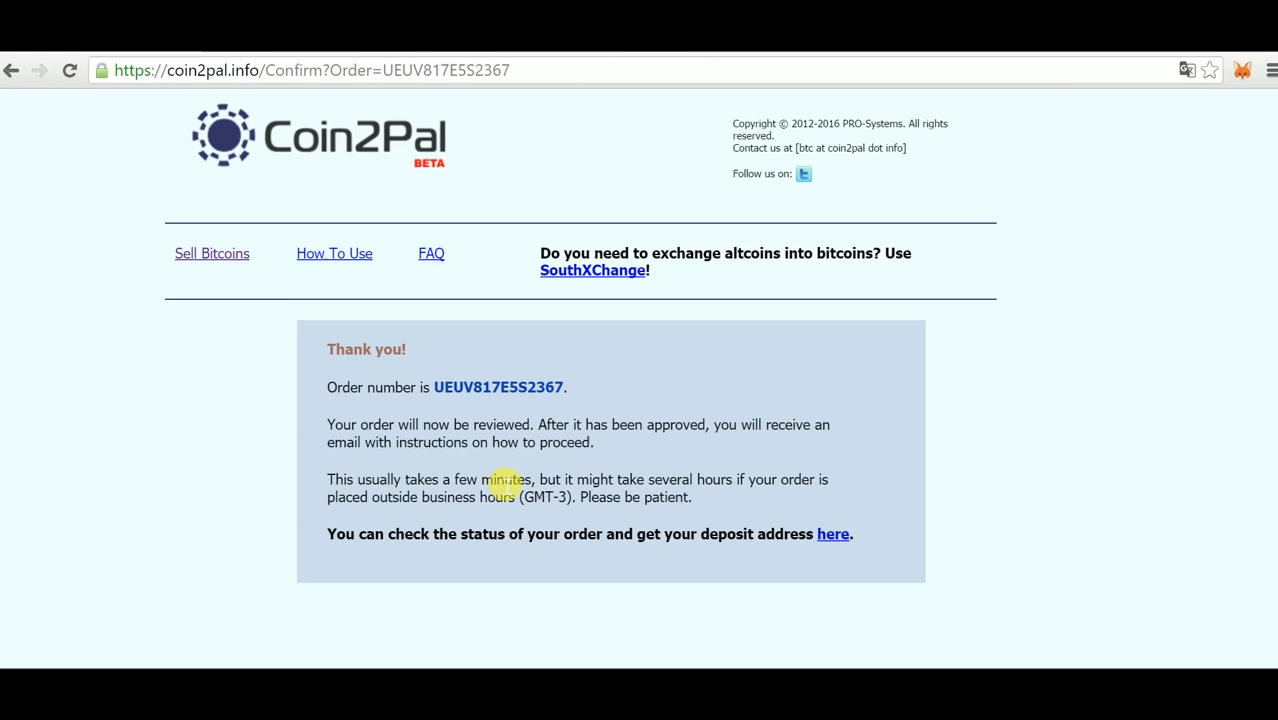 https://coin2pal.info/Confirm?Order=UEUV817E5S2367
Coin2Pal
BETA
Copyright © 2012-2016 PRO-Systems. All rights
reserved.
Contact us at [btc at coin2pal dot info]
Follow us on:
Sell Bitcoins
How To Use
FAQ
Do you need to exchange altcoins into bitcoins? Use
SouthXChange!
Thank you!
Order number is UEUV817E5S2367.
Your order will now be reviewed. After it has been approved, you will receive an
email with instructions on how to proceed.
This usually takes a few minutes, but it might take several hours if your order is
placed outside business hours (GMT-3). Please be patient.
You can check the status of your order and get your deposit address here.